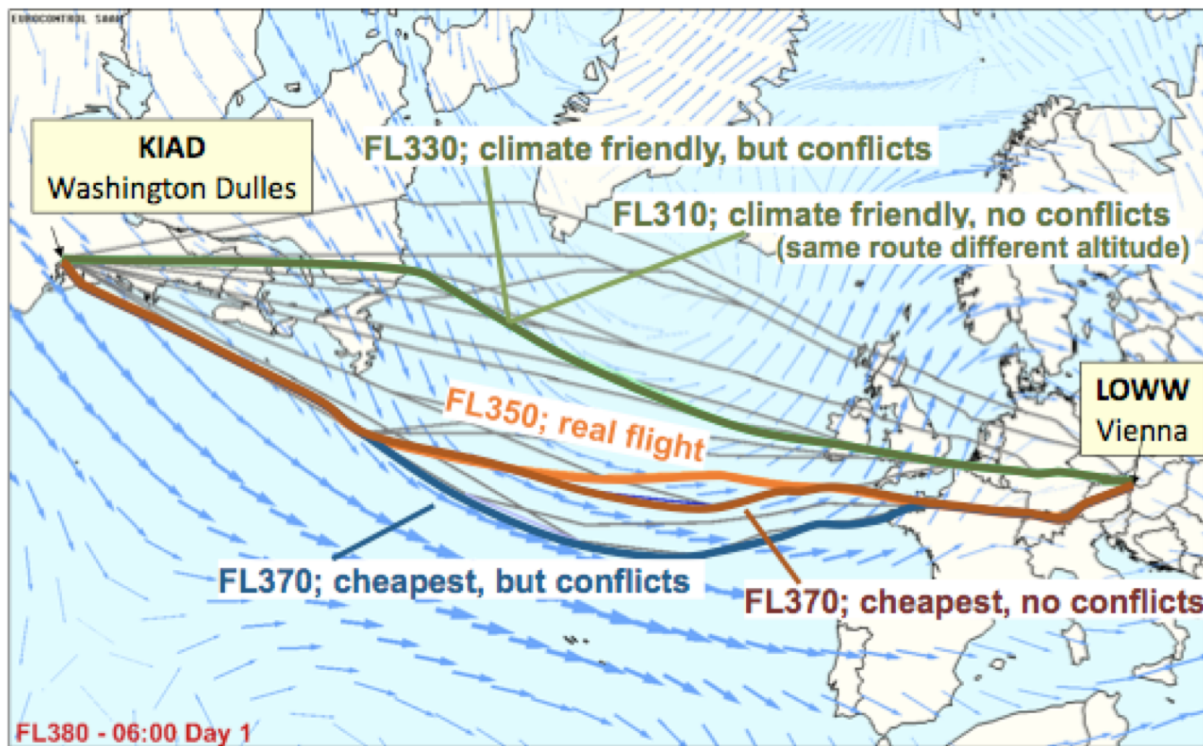 EUROCONTROL SAAM
KIAD
Washington Dulles
FL330; climate friendly, but conflicts
FL310; climate friendly, no conflicts
(same route different altitude)
LOWW
Vienna
FL350; real flight
FL370; cheapest, but conflicts
FL370; cheapest, no conflicts
FL380 - 06:00 Day 1